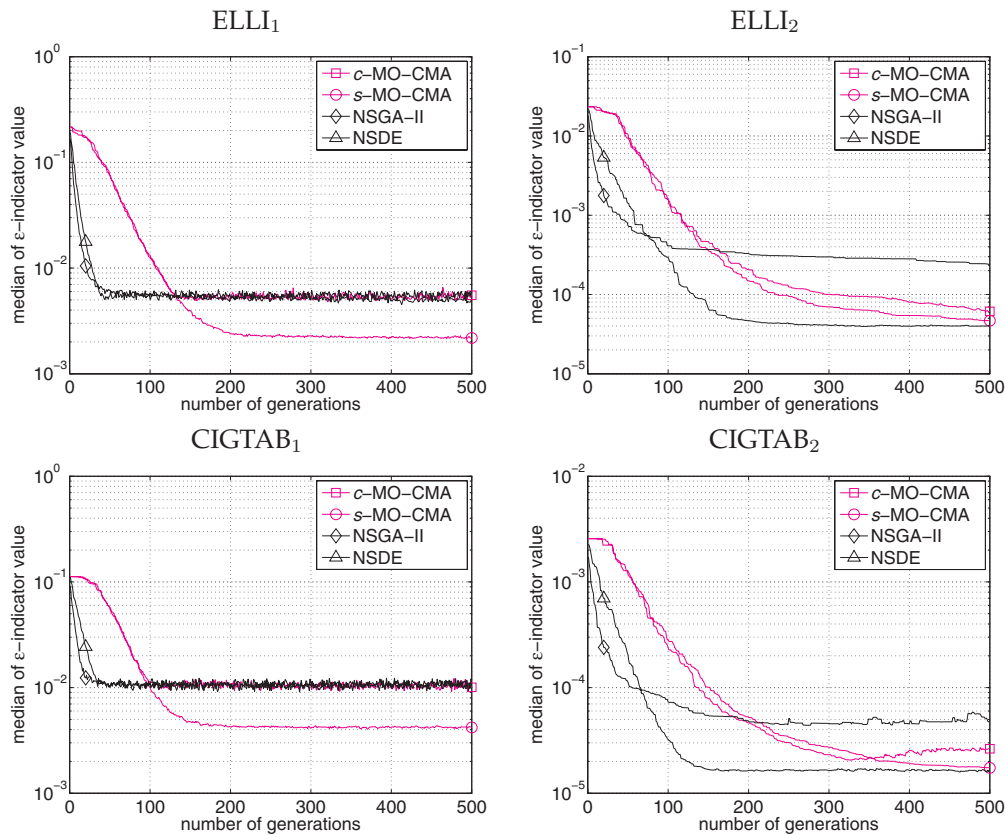 ELLI₁
10⁰
10⁻¹
10⁻²
10⁻³
0 100 200 300 400 500
number of generations
median of ε−indicator value
c−MO−CMA
s−MO−CMA
NSGA−II
NSDE
ELLI₂
10⁻¹
10⁻²
10⁻³
10⁻⁴
10⁻⁵
0 100 200 300 400 500
number of generations
median of ε−indicator value
c−MO−CMA
s−MO−CMA
NSGA−II
NSDE
CIGTAB₁
10⁰
10⁻¹
10⁻²
10⁻³
0 100 200 300 400 500
number of generations
median of ε−indicator value
c−MO−CMA
s−MO−CMA
NSGA−II
NSDE
CIGTAB₂
10⁻²
10⁻³
10⁻⁴
10⁻⁵
0 100 200 300 400 500
number of generations
median of ε−indicator value
c−MO−CMA
s−MO−CMA
NSGA−II
NSDE